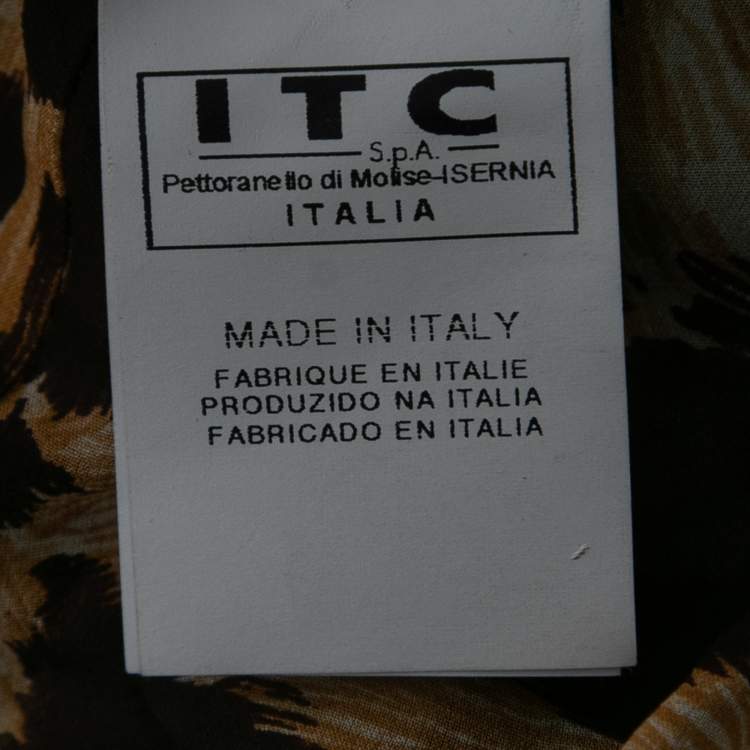 ITC
S.p.A.
Pettoranello di Molise-ISERNIA
ITALIA
MADE IN ITALY
FABRIQUE EN ITALIE
PRODUZIDO NA ITALIA
FABRICADO EN ITALIA